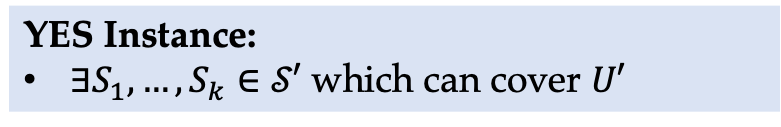 YES Instance:
• ∃S₁, … , Sₖ ∈ 𝒮′ which can cover U′